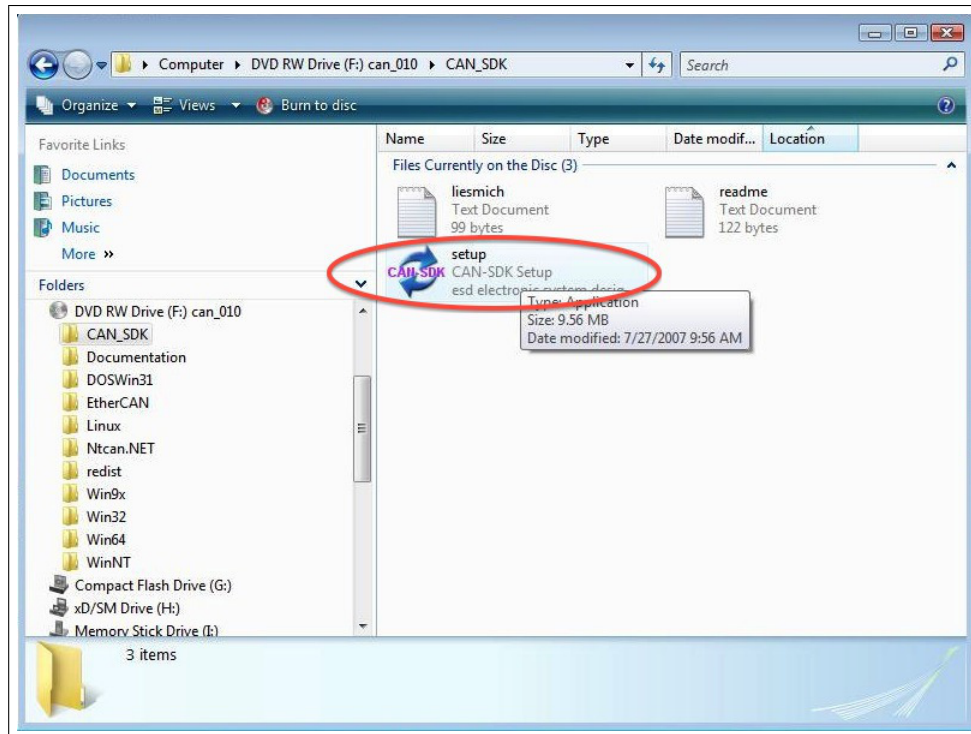 Computer ▸ DVD RW Drive (F:) can_010 ▸ CAN_SDK
Search
Organize Views Burn to disc
Favorite Links
Documents
Pictures
Music
More »
Folders
DVD RW Drive (F:) can_010
CAN_SDK
Documentation
DOSWin31
EtherCAN
Linux
Ntcan.NET
redist
Win9x
Win32
Win64
WinNT
Compact Flash Drive (G:)
xD/SM Drive (H:)
Memory Stick Drive (I:)
Name Size Type Date modif... Location
Files Currently on the Disc (3)
liesmich
Text Document
99 bytes
readme
Text Document
122 bytes
CAN-SDK
setup
CAN-SDK Setup
esd electronic system desig...
Type: Application
Size: 9.56 MB
Date modified: 7/27/2007 9:56 AM
3 items